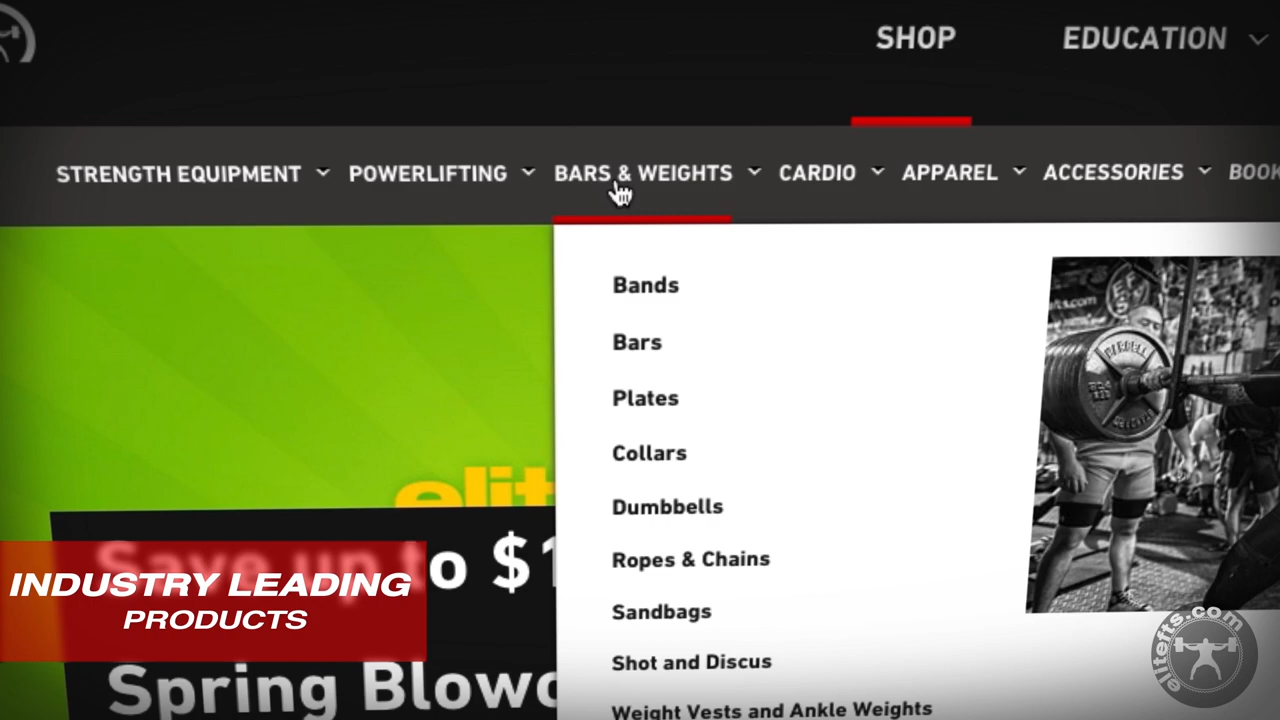 SHOP EDUCATION
STRENGTH EQUIPMENT POWERLIFTING BARS & WEIGHTS CARDIO APPAREL ACCESSORIES BOOK
Bands
Bars
Plates
Collars
Dumbbells
Ropes & Chains
Sandbags
Shot and Discus
Weight Vests and Ankle Weights
elit
Save up to $1
Spring Blowo
INDUSTRY LEADING
PRODUCTS
BARBELL
elitefts.com